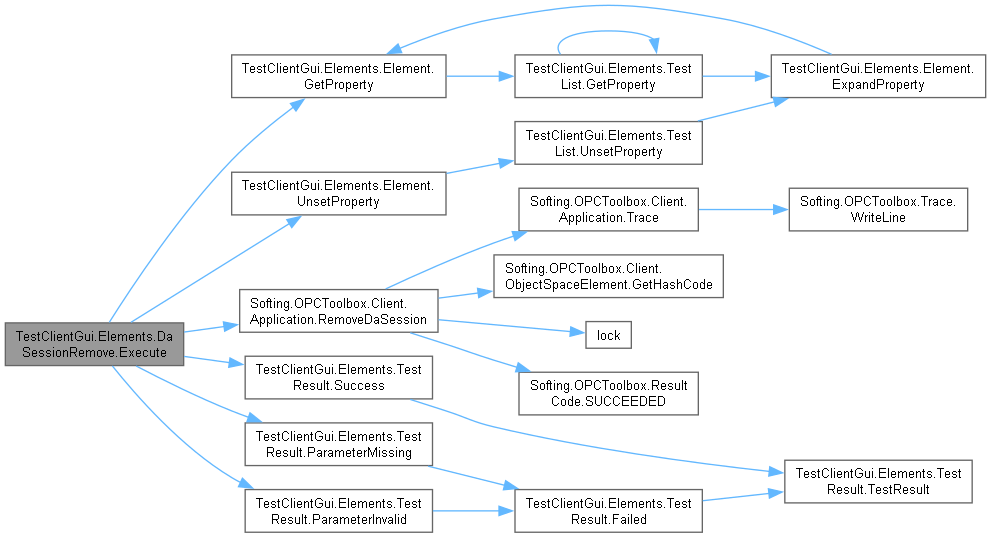 TestClientGui.Elements.Da
SessionRemove.Execute
TestClientGui.Elements.Element.
GetProperty
TestClientGui.Elements.Test
List.GetProperty
TestClientGui.Elements.Element.
ExpandProperty
TestClientGui.Elements.Element.
UnsetProperty
TestClientGui.Elements.Test
List.UnsetProperty
Softing.OPCToolbox.Client.
Application.RemoveDaSession
Softing.OPCToolbox.Client.
Application.Trace
Softing.OPCToolbox.Trace.
WriteLine
Softing.OPCToolbox.Client.
ObjectSpaceElement.GetHashCode
lock
Softing.OPCToolbox.Result
Code.SUCCEEDED
TestClientGui.Elements.Test
Result.Success
TestClientGui.Elements.Test
Result.ParameterMissing
TestClientGui.Elements.Test
Result.ParameterInvalid
TestClientGui.Elements.Test
Result.Failed
TestClientGui.Elements.Test
Result.TestResult